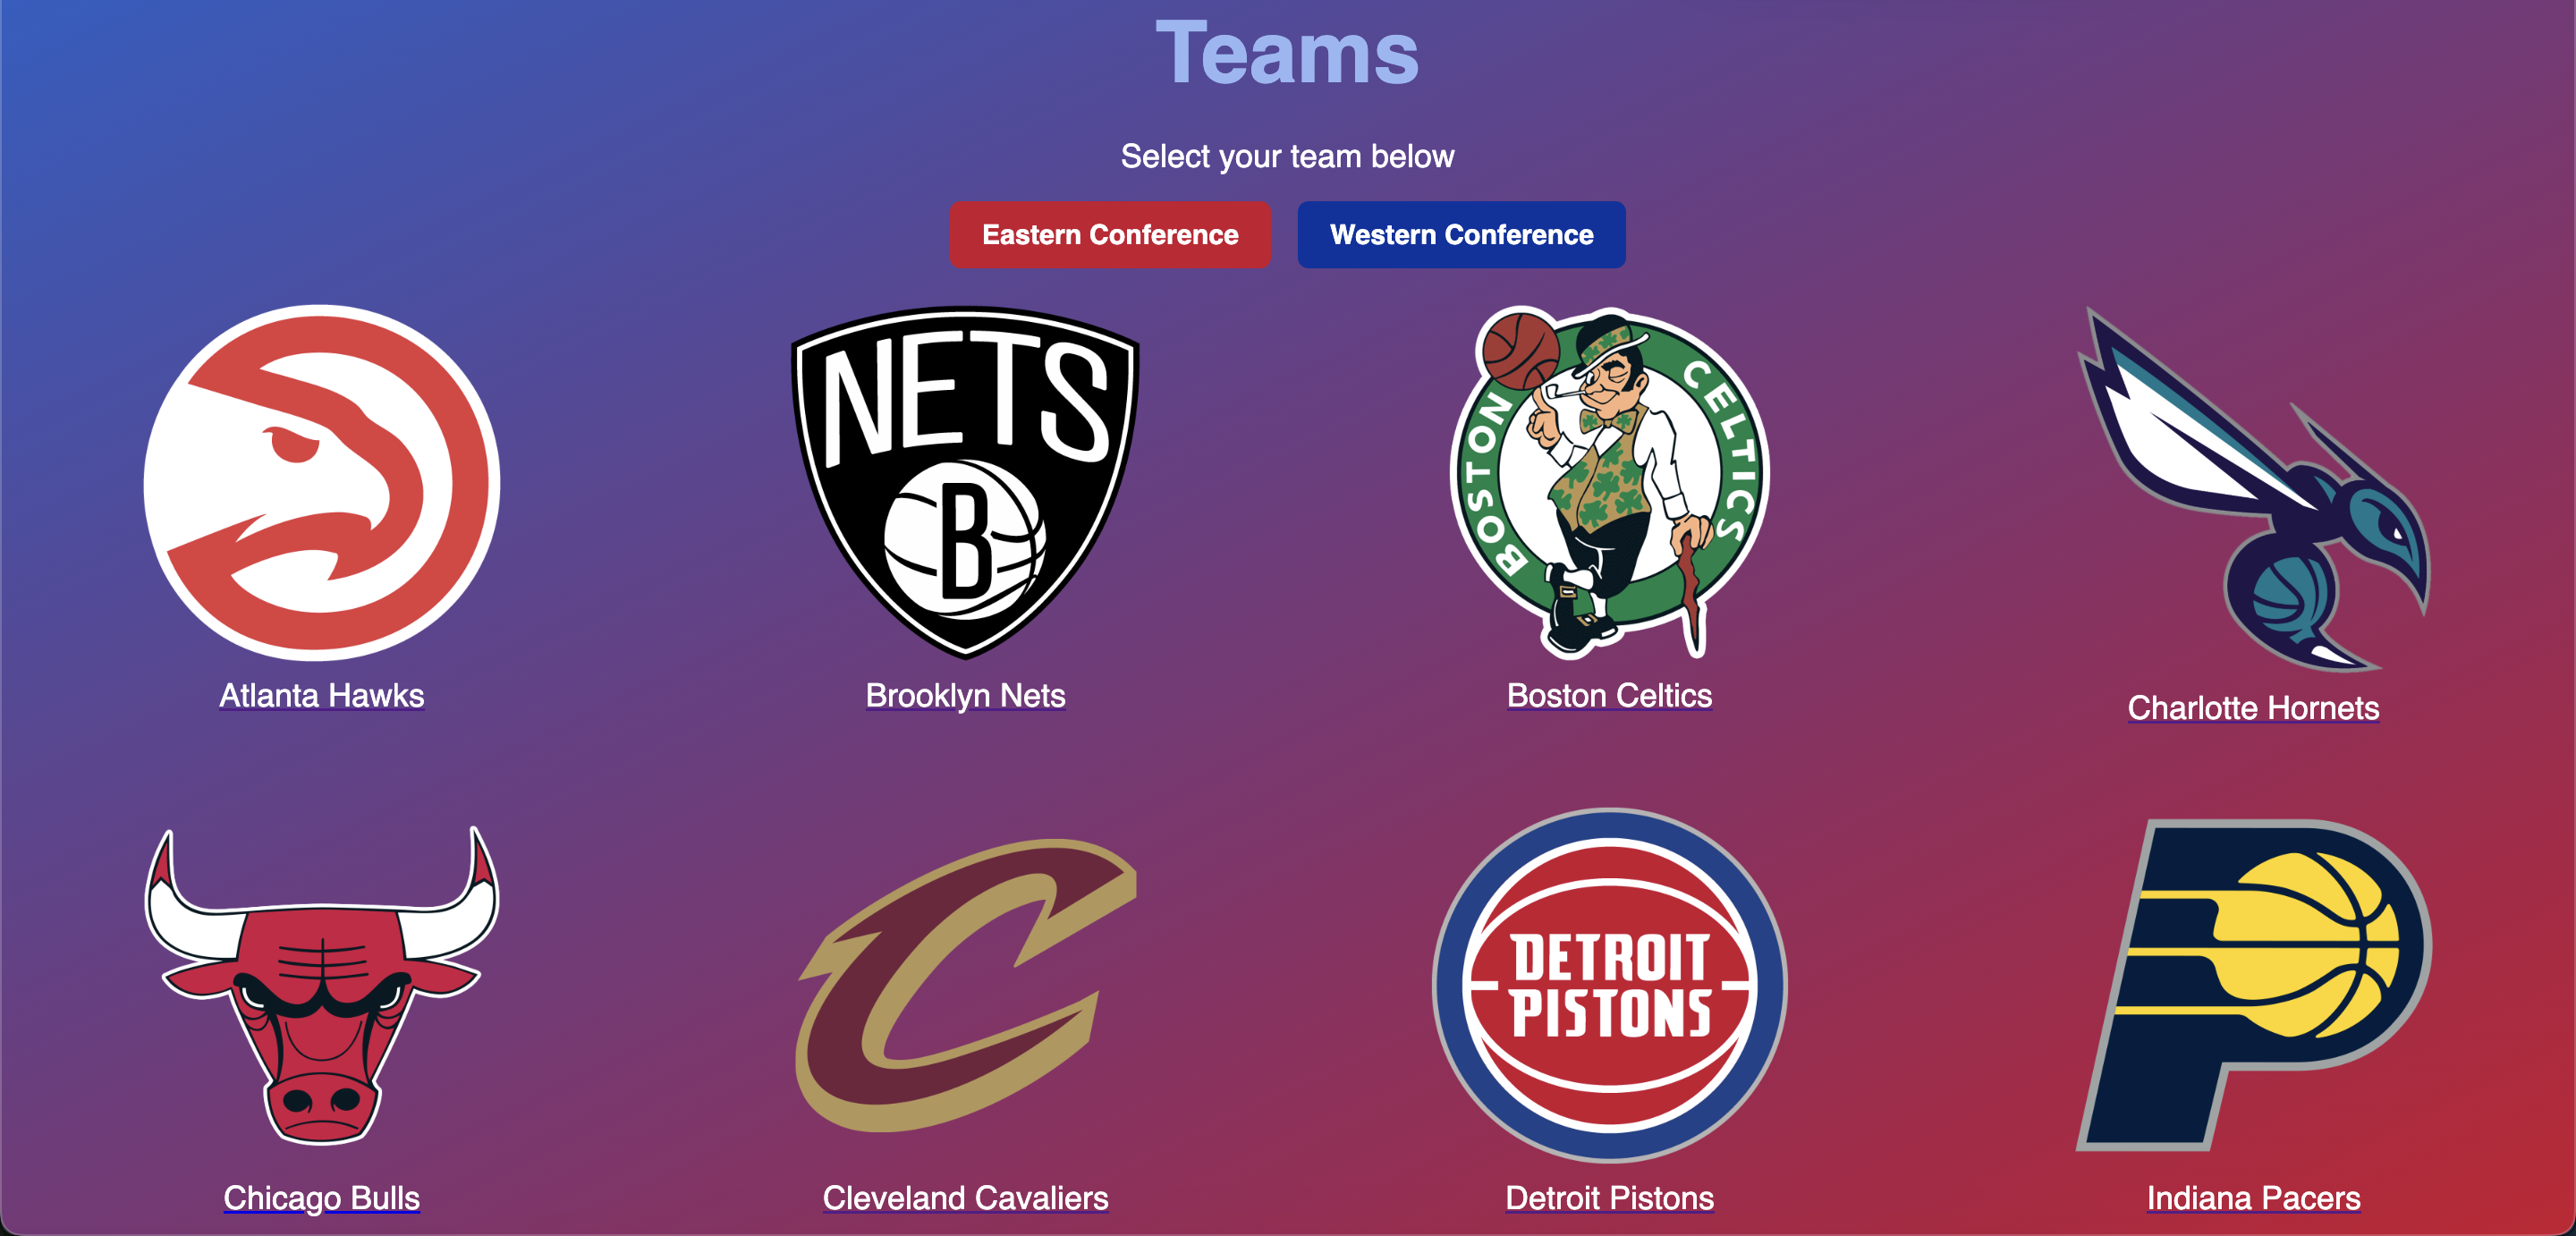 Teams
Select your team below
Eastern Conference
Western Conference
NETS
B
BOSTON CELTICS
Atlanta Hawks
Brooklyn Nets
Boston Celtics
Charlotte Hornets
DETROIT
PISTONS
Chicago Bulls
Cleveland Cavaliers
Detroit Pistons
Indiana Pacers